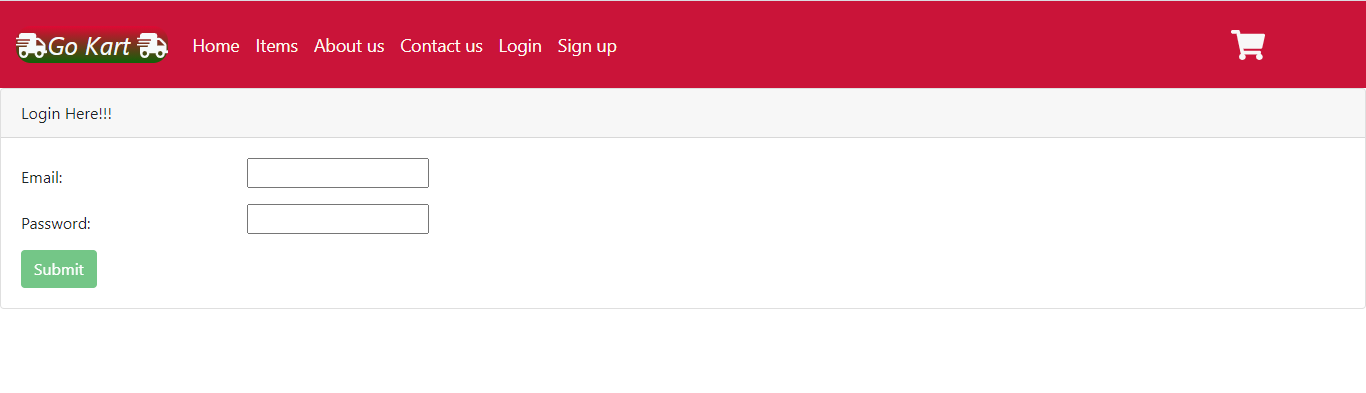 Go Kart Home Items About us Contact us Login Sign up
Login Here!!!
Email:
Password:
Submit